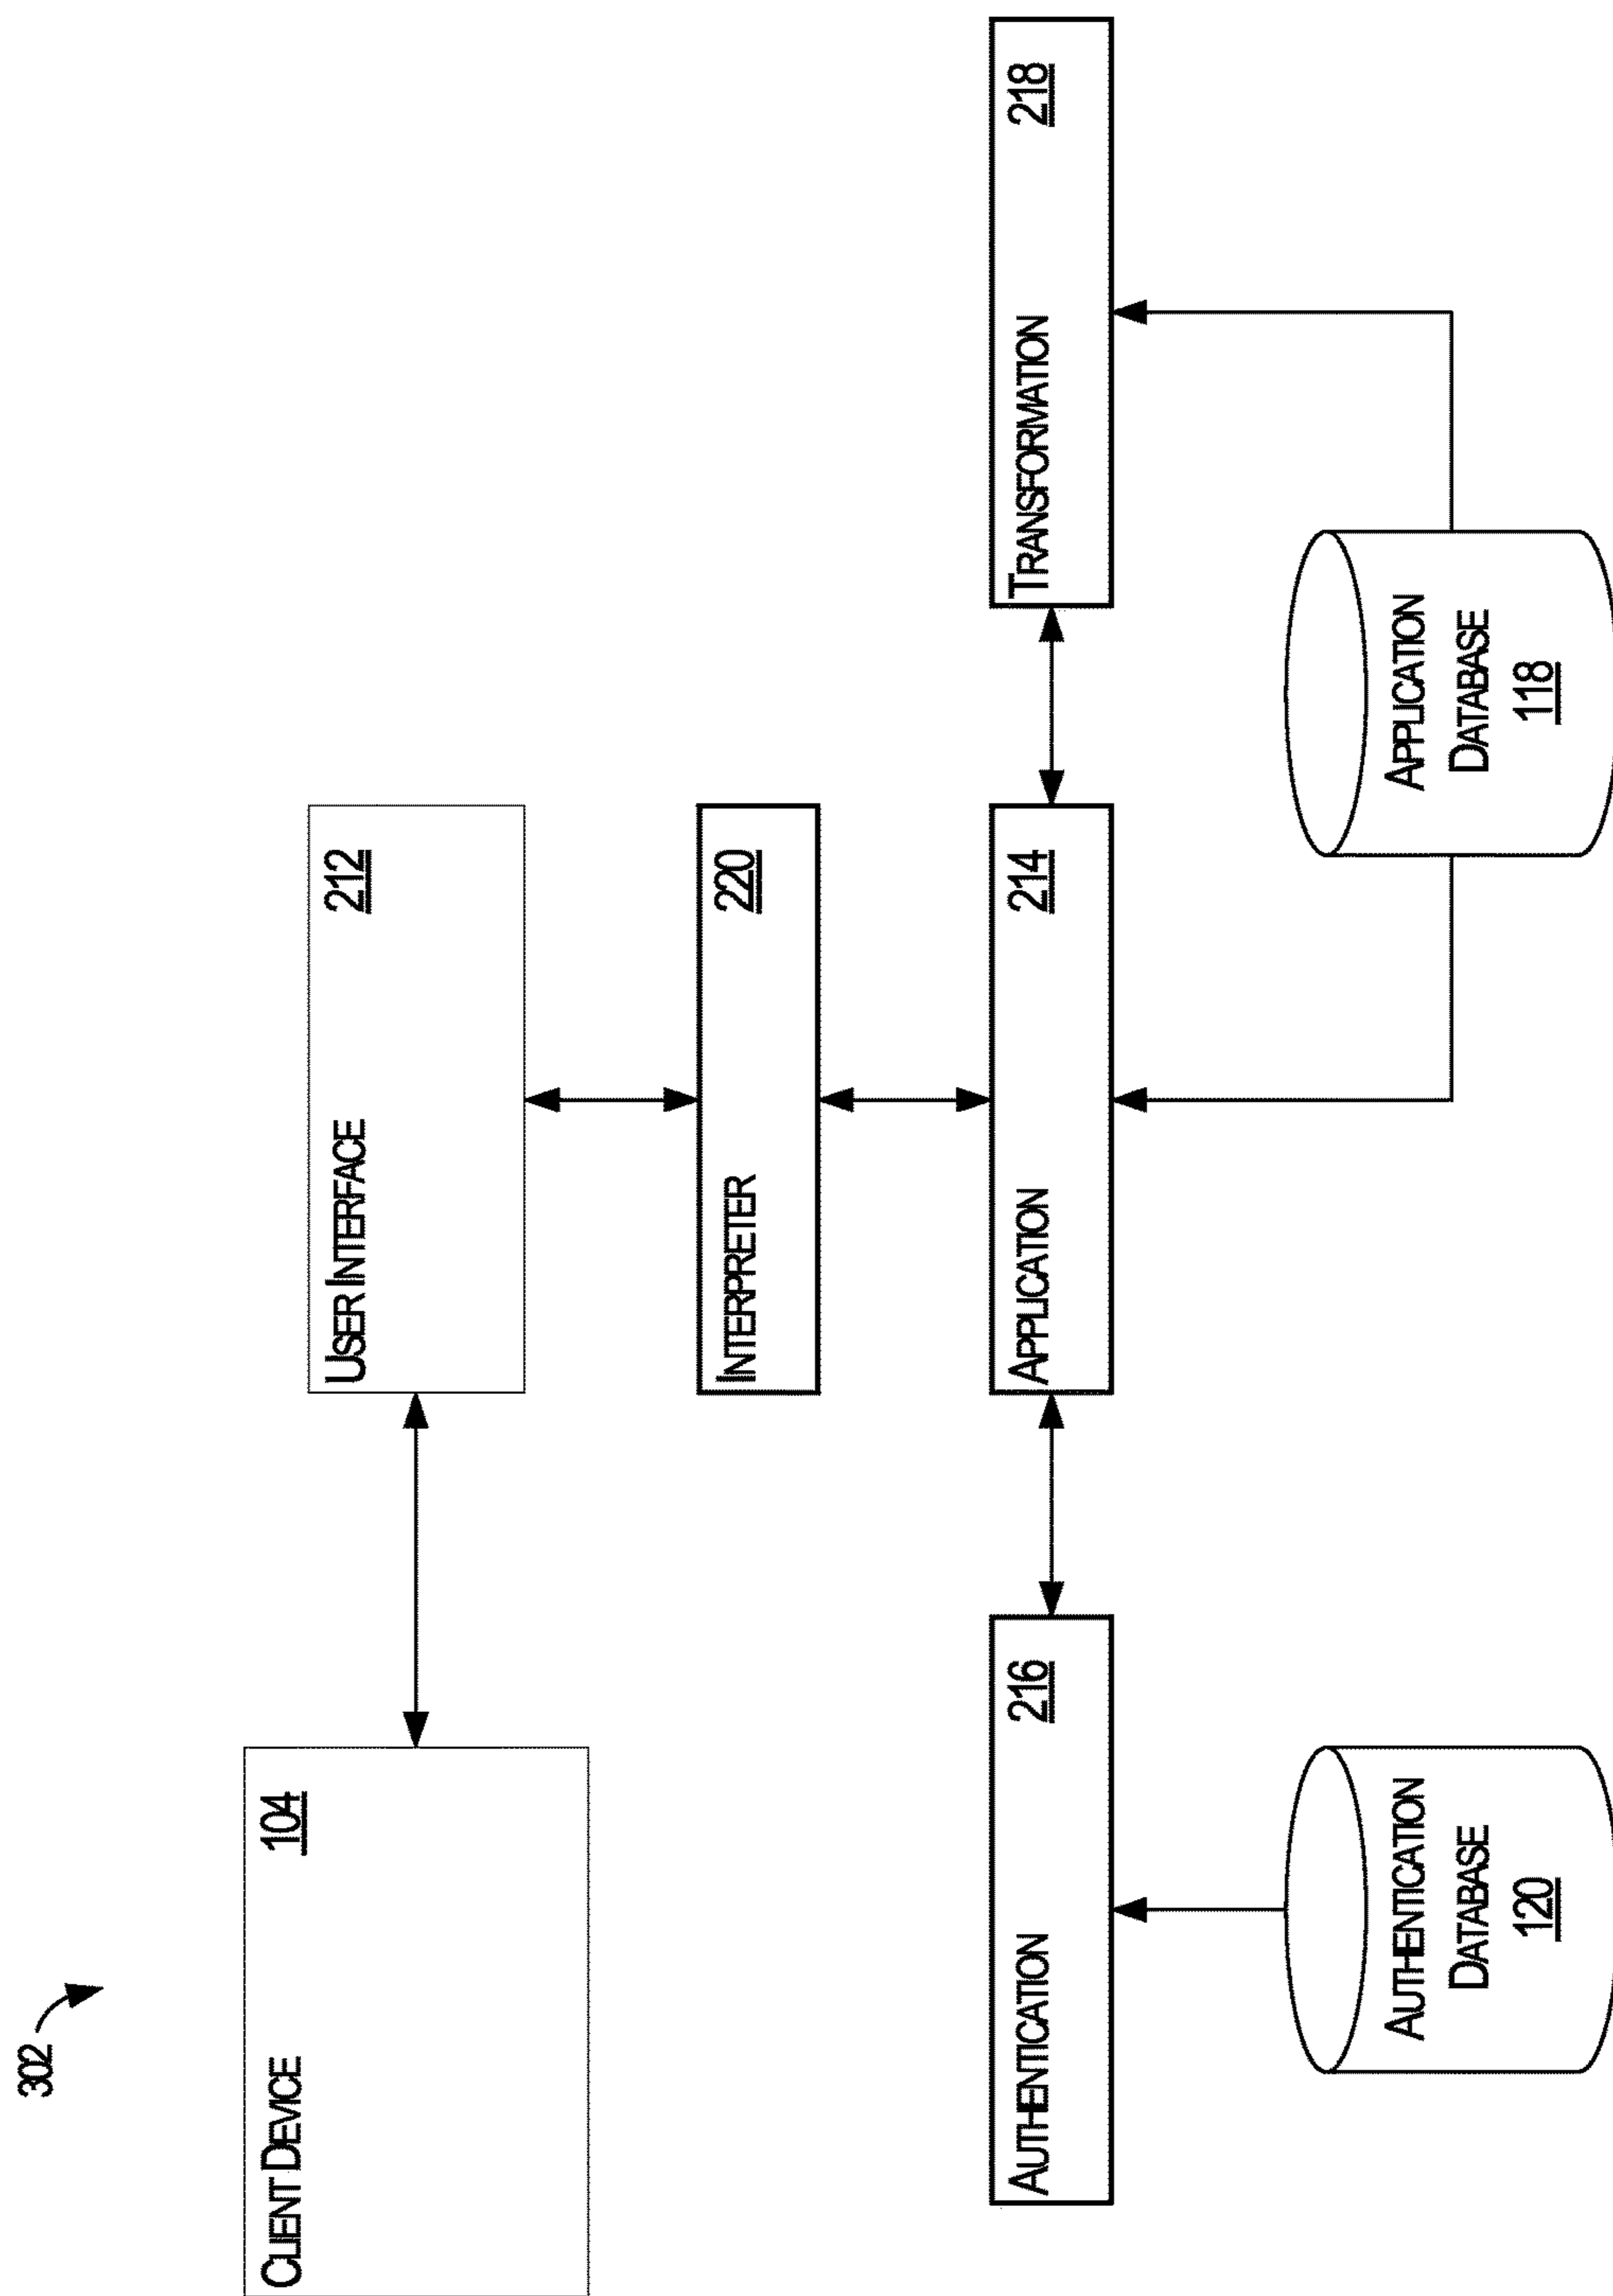 302
CLIENT DEVICE
104
USER INTERFACE
212
INTERPRETER
220
AUTHENTICATION
216
APPLICATION
214
TRANSFORMATION
218
AUTHENTICATION
DATABASE
120
APPLICATION
DATABASE
118